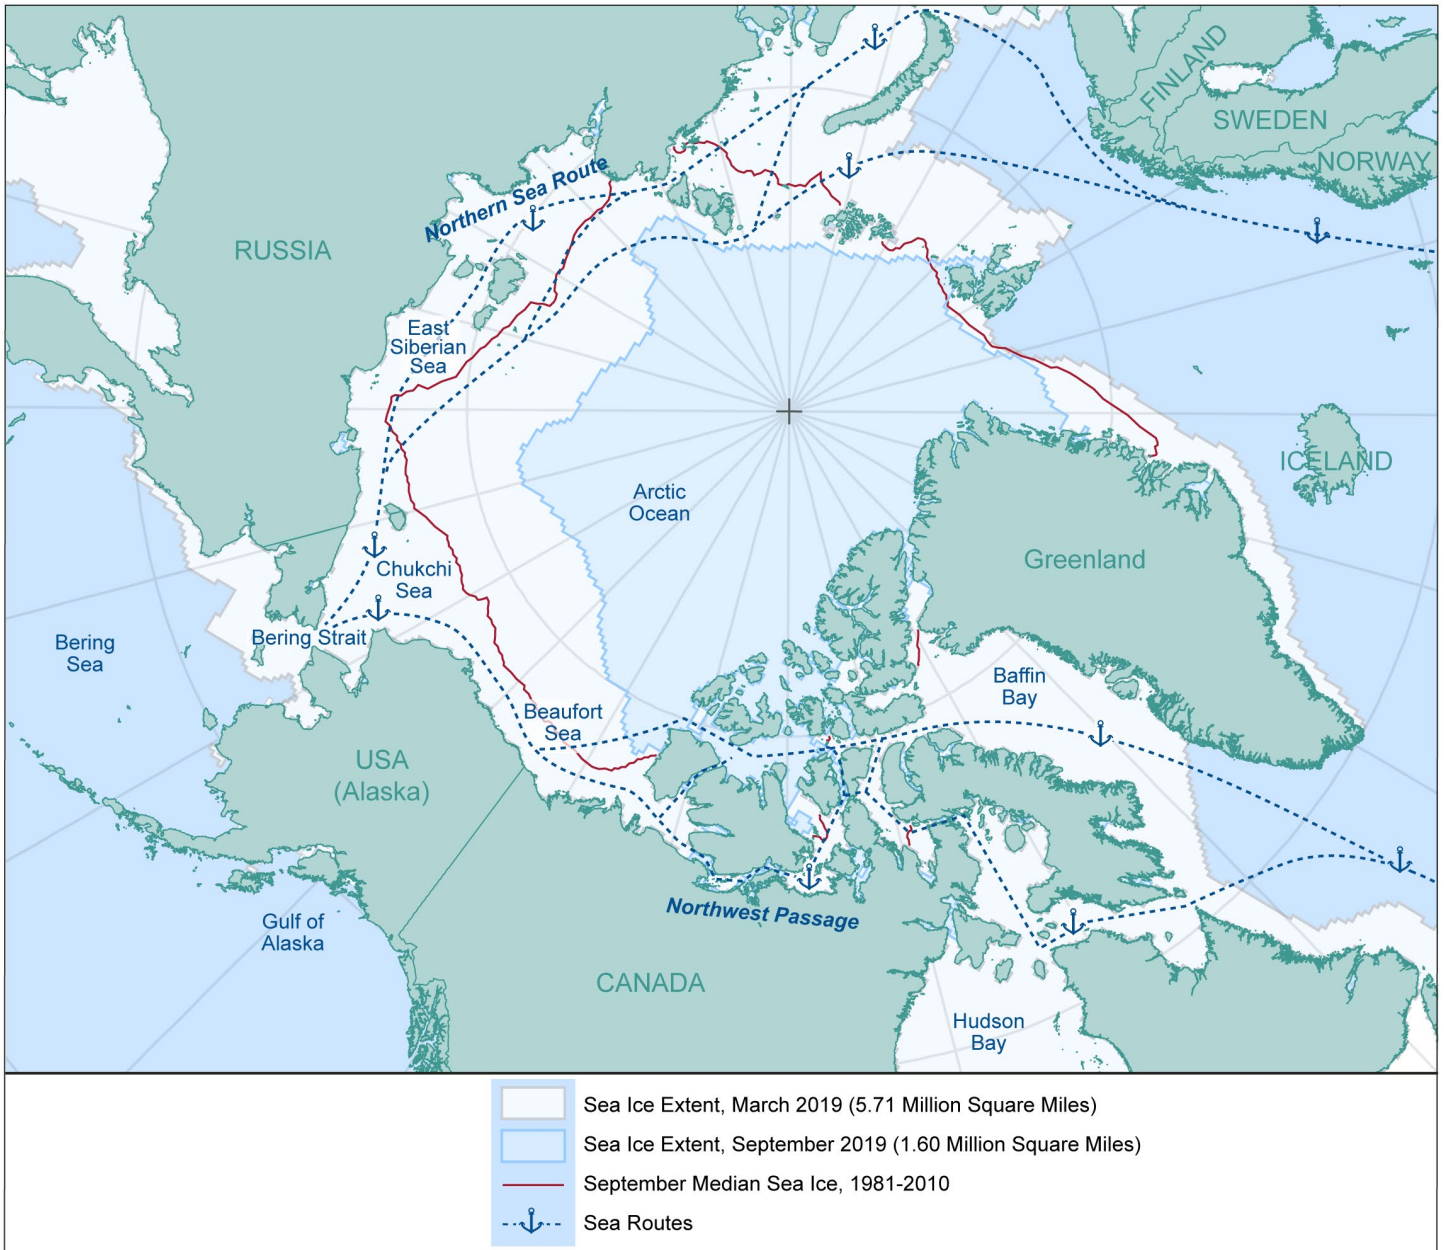 FINLAND
SWEDEN
NORWAY
Northern Sea Route
RUSSIA
East
Siberian
Sea
ICELAND
Arctic
Ocean
Greenland
Chukchi
Sea
Bering Strait
Bering
Sea
Baffin
Bay
Beaufort
Sea
USA
(Alaska)
Northwest Passage
Gulf of
Alaska
CANADA
Hudson
Bay
Sea Ice Extent, March 2019 (5.71 Million Square Miles)
Sea Ice Extent, September 2019 (1.60 Million Square Miles)
September Median Sea Ice, 1981-2010
Sea Routes